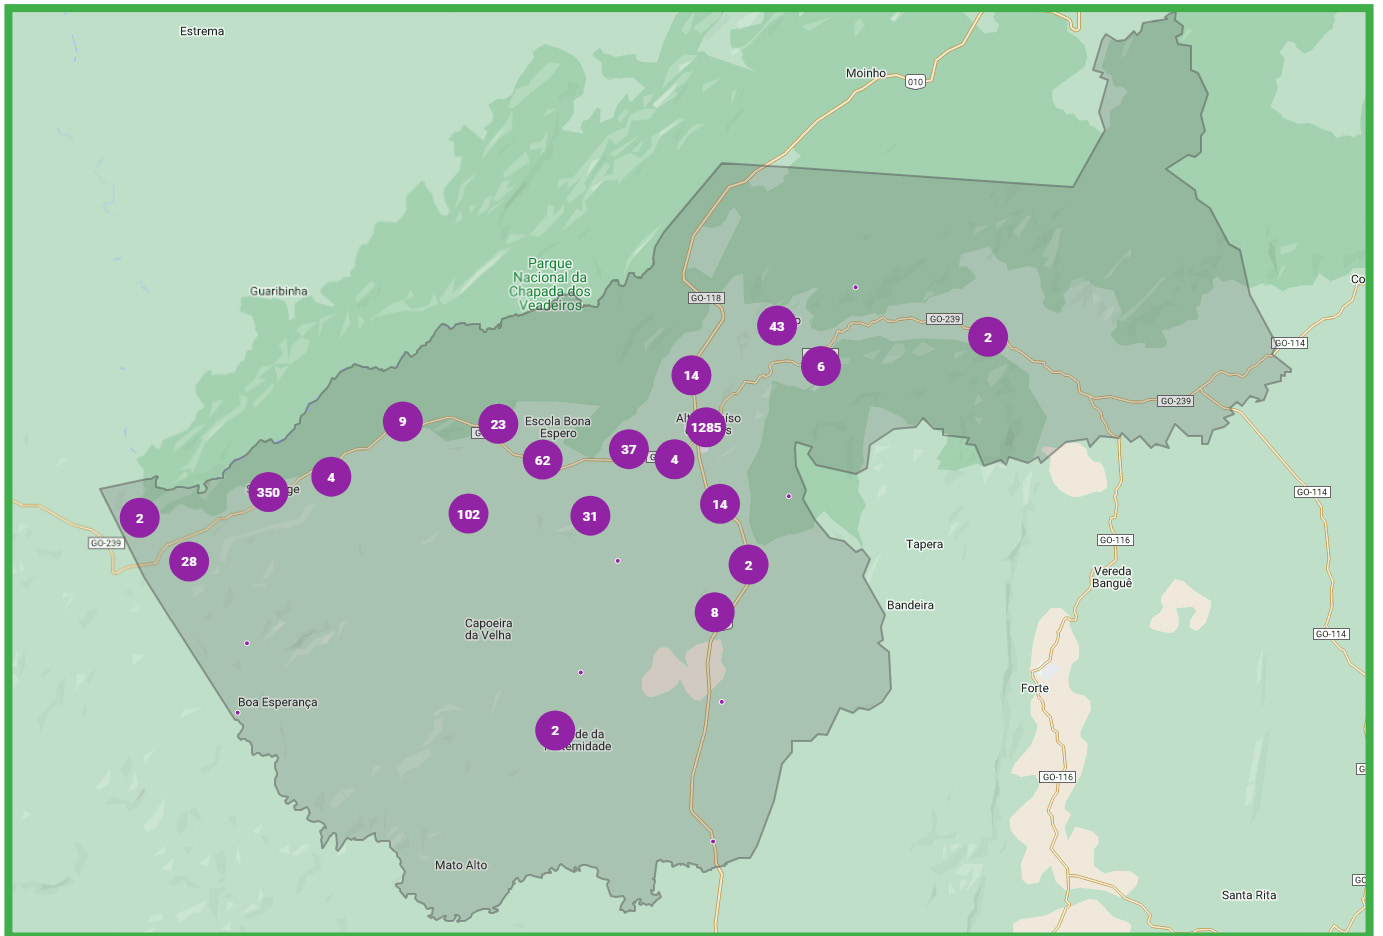 Estrema
Moinho
010
Parque
Nacional da
Chapada dos
Veadeiros
Guaribinha
GO-118
GO-239
43
2
6
14
GO-114
9
23
Escola Bona
Espero
1285
GO-239
37
4
62
4
350
GO-114
2
102
31
14
GO-239
GO-116
Tapera
28
2
Vereda
Banguê
Bandeira
8
Capoeira
da Velha
GO-114
Forte
Boa Esperança
2
GO-116
Mato Alto
Santa Rita